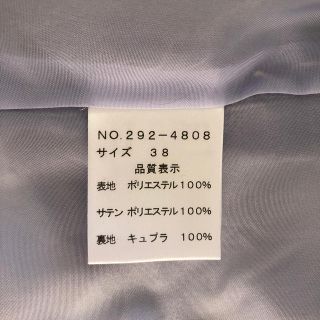 NO.292-4808
サイズ 38
品質表示
表地 ポリエステル100%
サテン ポリエステル100%
裏地 キュプラ 100%